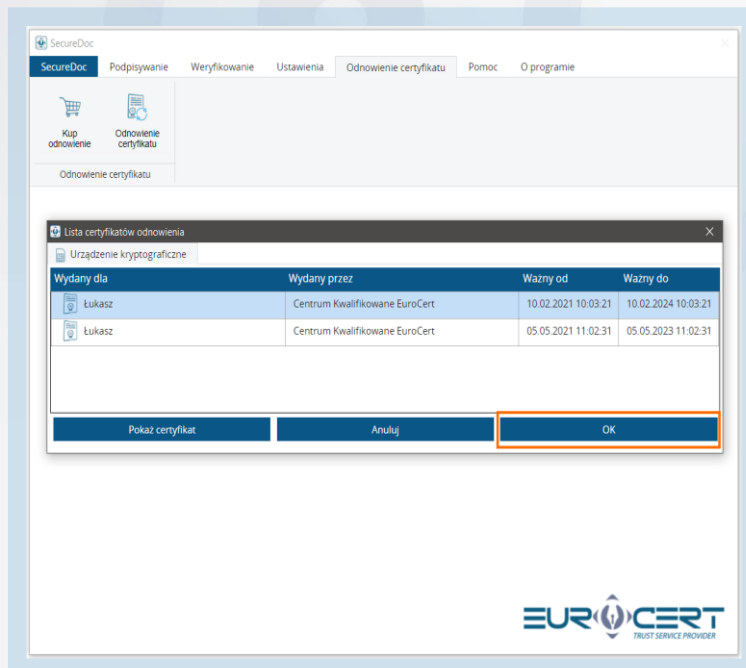 SecureDoc
SecureDoc Podpisywanie Weryfikowanie Ustawienia Odnowienie certyfikatu Pomoc O programie
Kup odnowienie
Odnowienie certyfikatu
Odnowienie certyfikatu
Lista certyfikatów odnowienia
Urządzenie kryptograficzne
Wydany dla Wydany przez Ważny od Ważny do
Łukasz Centrum Kwalifikowane EuroCert 10.02.2021 10:03:21 10.02.2024 10:03:21
Łukasz Centrum Kwalifikowane EuroCert 05.05.2021 11:02:31 05.05.2023 11:02:31
Pokaż certyfikat Anuluj OK
EUROCERT
TRUST SERVICE PROVIDER